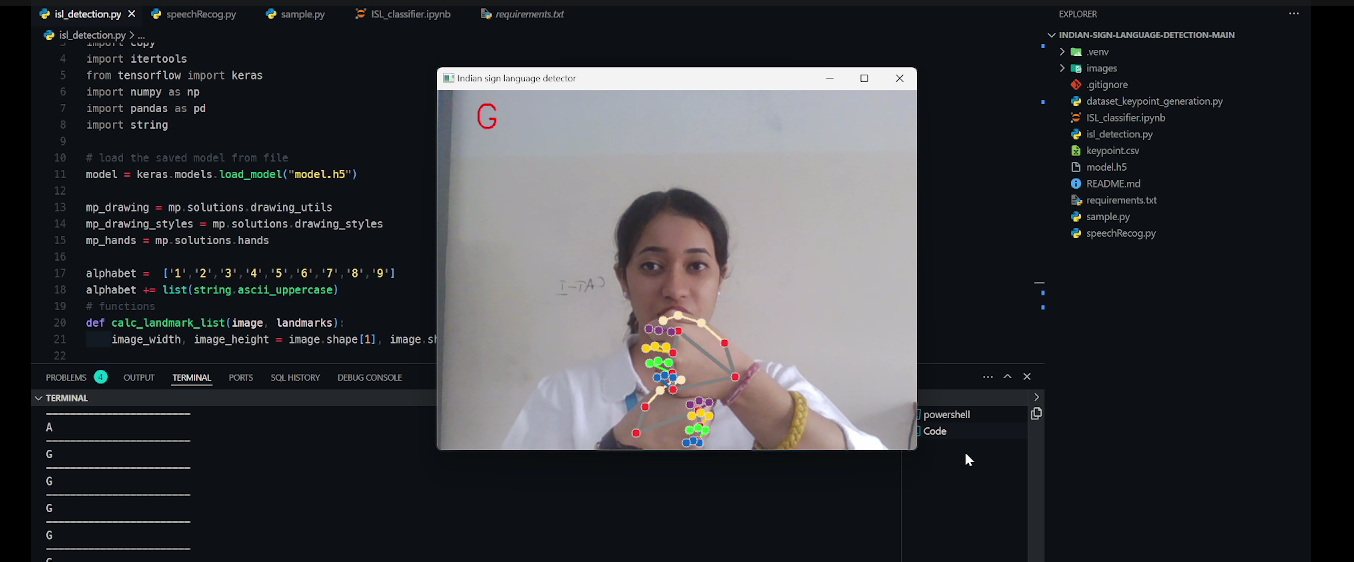 isl_detection.py
speechRecog.py
sample.py
ISL_classifier.ipynb
requirements.txt
isl_detection.py > ...
3 import copy
4 import itertools
5 from tensorflow import keras
6 import numpy as np
7 import pandas as pd
8 import string
9
10 # load the saved model from file
11 model = keras.models.load_model("model.h5")
12
13 mp_drawing = mp.solutions.drawing_utils
14 mp_drawing_styles = mp.solutions.drawing_styles
15 mp_hands = mp.solutions.hands
16
17 alphabet = ['1','2','3','4','5','6','7','8','9']
18 alphabet += list(string.ascii_uppercase)
19 # functions
20 def calc_landmark_list(image, landmarks):
21 image_width, image_height = image.shape[1], image.sh
22
Indian sign language detector
G
PROBLEMS 4 OUTPUT TERMINAL PORTS SQL HISTORY DEBUG CONSOLE
TERMINAL
A
G
G
G
G
powershell
Code
EXPLORER
INDIAN-SIGN-LANGUAGE-DETECTION-MAIN
.venv
images
.gitignore
dataset_keypoint_generation.py
ISL_classifier.ipynb
isl_detection.py
keypoint.csv
model.h5
README.md
requirements.txt
sample.py
speechRecog.py